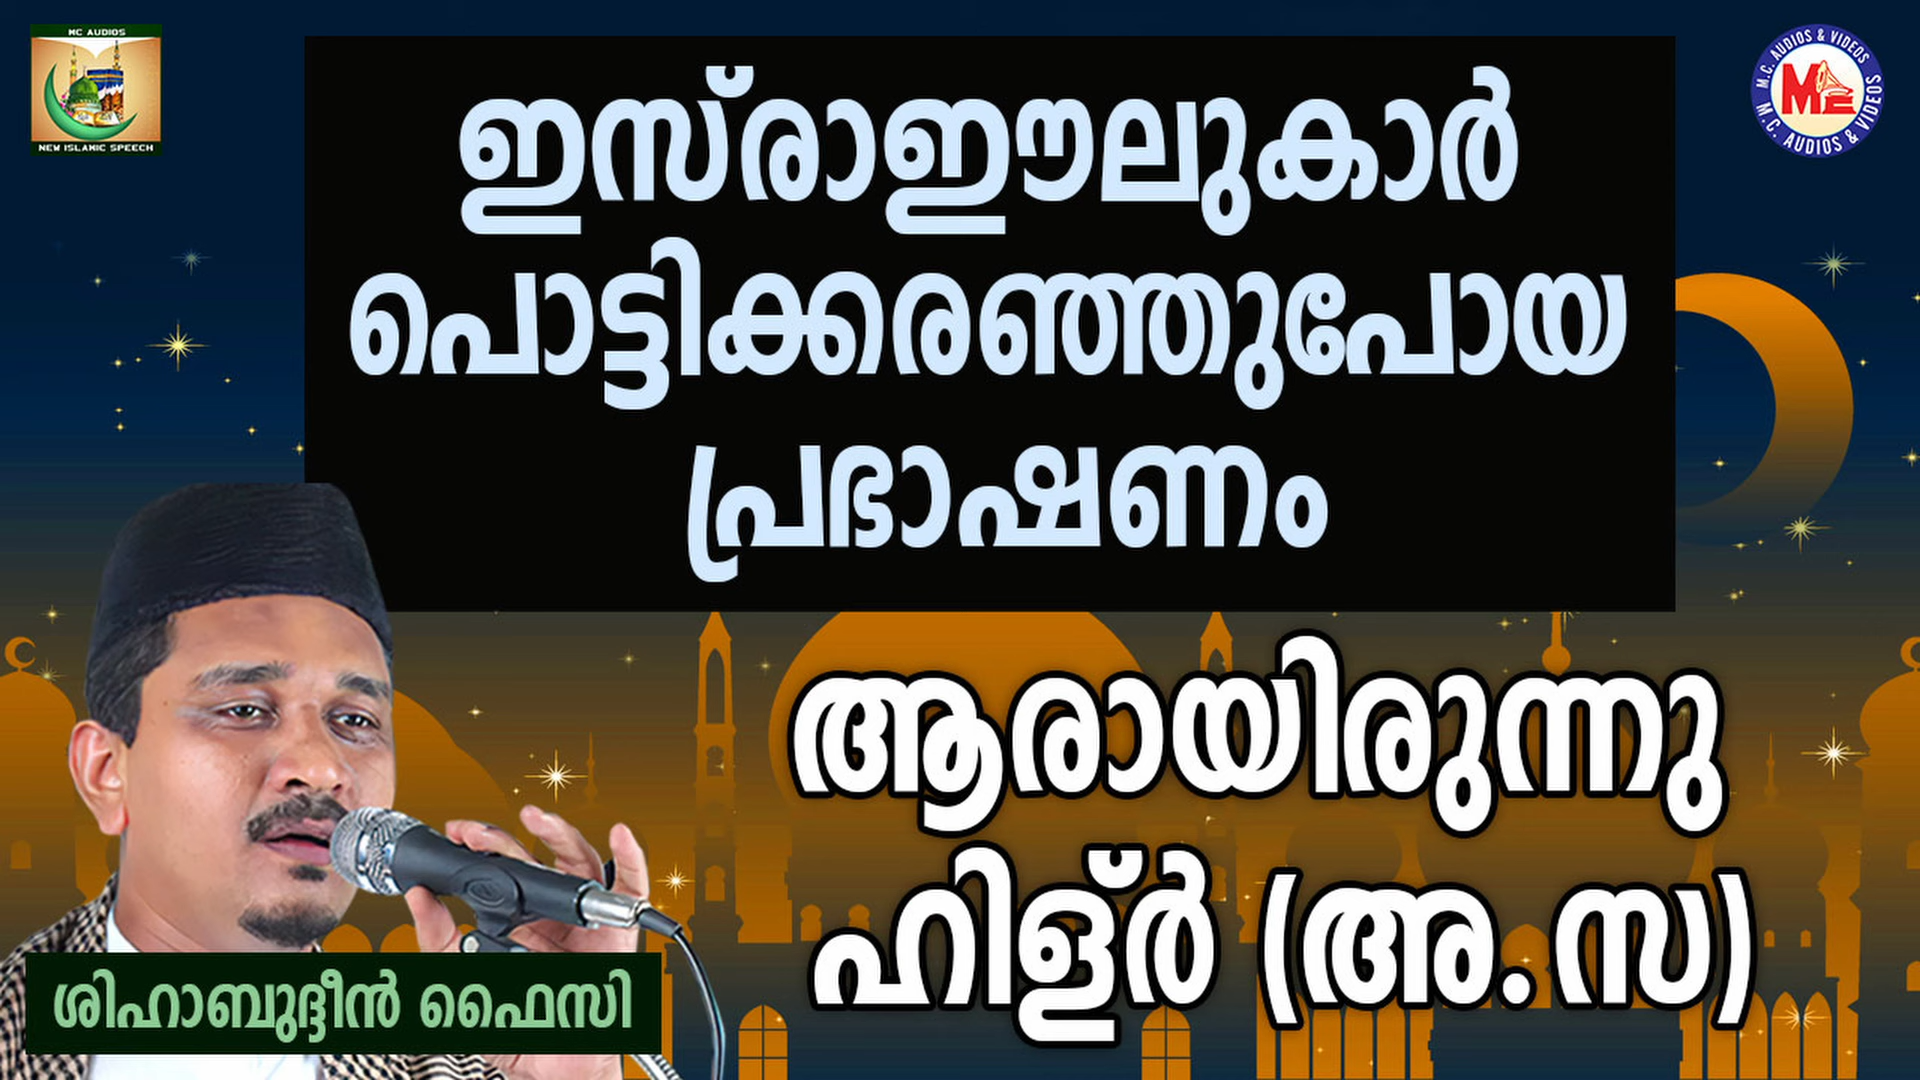 MC AUDIOS
NEW ISLAMIC SPEECH
M.C. AUDIOS & VIDEOS
M.C. AUDIOS & VIDEOS
ഇസ്രാഈലുകാർ
പൊട്ടിക്കരഞ്ഞുപോയ
പ്രഭാഷണം
ആരായിരുന്നു
ഹിള്ർ (അ.സ)
ശിഹാബുദ്ദീൻ ഫൈസി